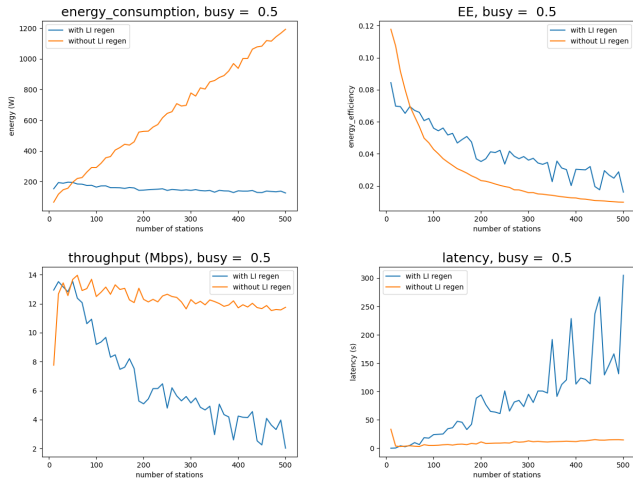 energy_consumption, busy =  0.5
with LI regen
without LI regen
energy (W)
1200
1000
800
600
400
200
0
100
200
300
400
500
number of stations
EE, busy =  0.5
with LI regen
without LI regen
energy_efficiency
0.12
0.10
0.08
0.06
0.04
0.02
0
100
200
300
400
500
number of stations
throughput (Mbps), busy =  0.5
with LI regen
without LI regen
14
12
10
8
6
4
2
0
100
200
300
400
500
number of stations
latency, busy =  0.5
with LI regen
without LI regen
latency (s)
300
250
200
150
100
50
0
0
100
200
300
400
500
number of stations